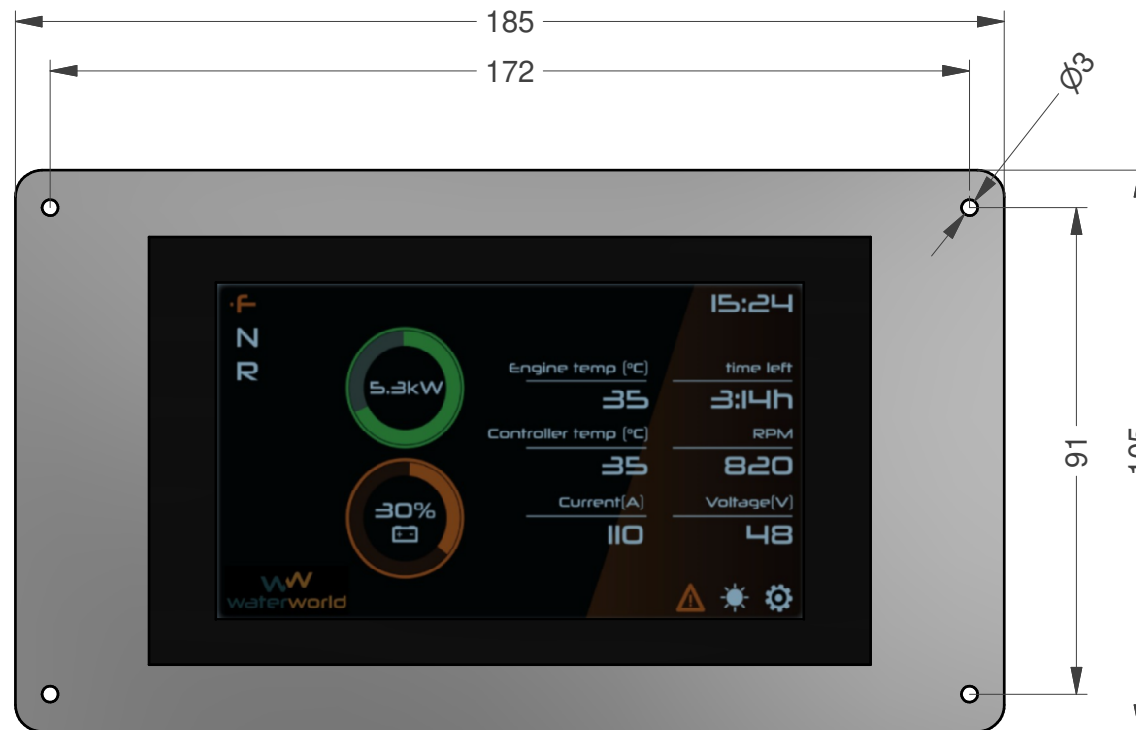 185
172
Ø3
F
N
R
15:24
5.3kW
Engine temp (°C)
time left
35
3:14h
Controller temp (°C)
RPM
35
820
30%
Current(A)
Voltage(V)
110
48
waterworld
91